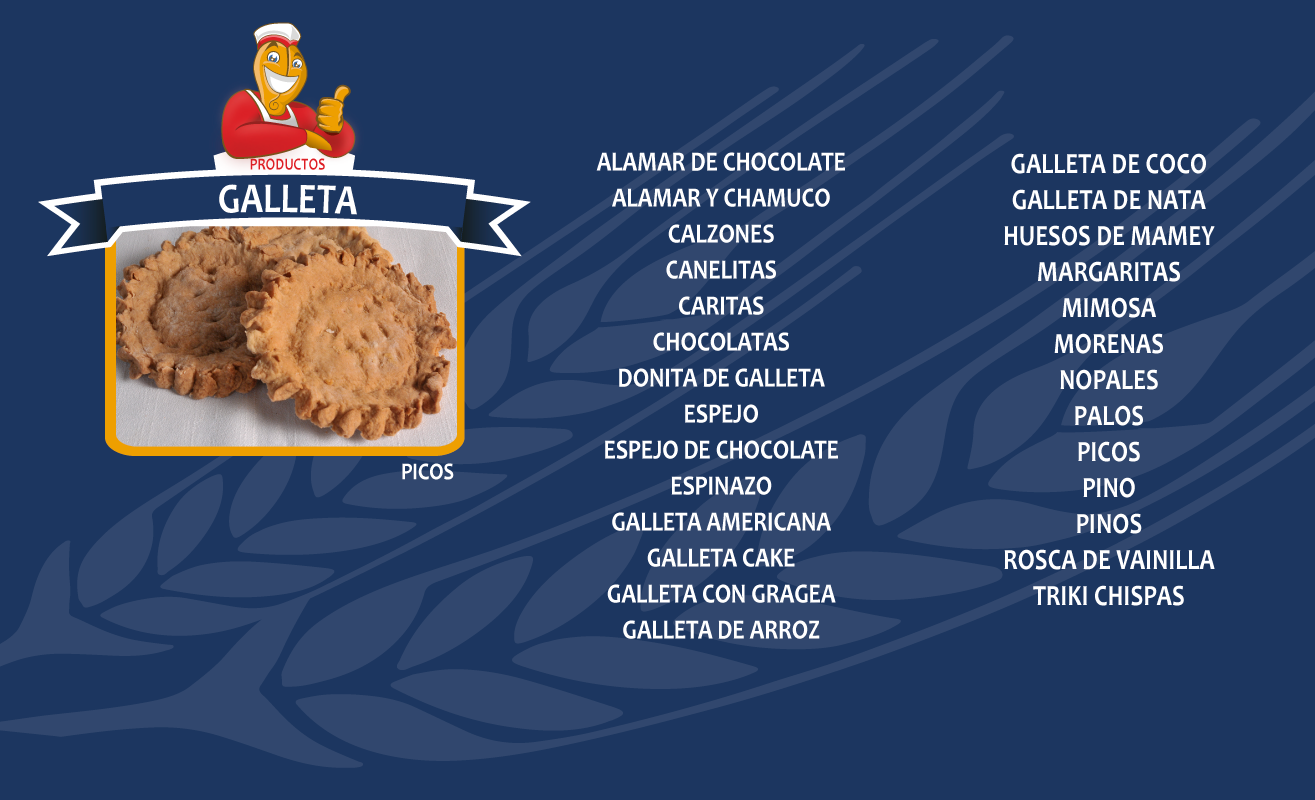 PRODUCTOS
GALLETA
PICOS
ALAMAR DE CHOCOLATE
ALAMAR Y CHAMUCO
CALZONES
CANELITAS
CARITAS
CHOCOLATAS
DONITA DE GALLETA
ESPEJO
ESPEJO DE CHOCOLATE
ESPINAZO
GALLETA AMERICANA
GALLETA CAKE
GALLETA CON GRAGEA
GALLETA DE ARROZ
GALLETA DE COCO
GALLETA DE NATA
HUESOS DE MAMEY
MARGARITAS
MIMOSA
MORENAS
NOPALES
PALOS
PICOS
PINO
PINOS
ROSCA DE VAINILLA
TRIKI CHISPAS